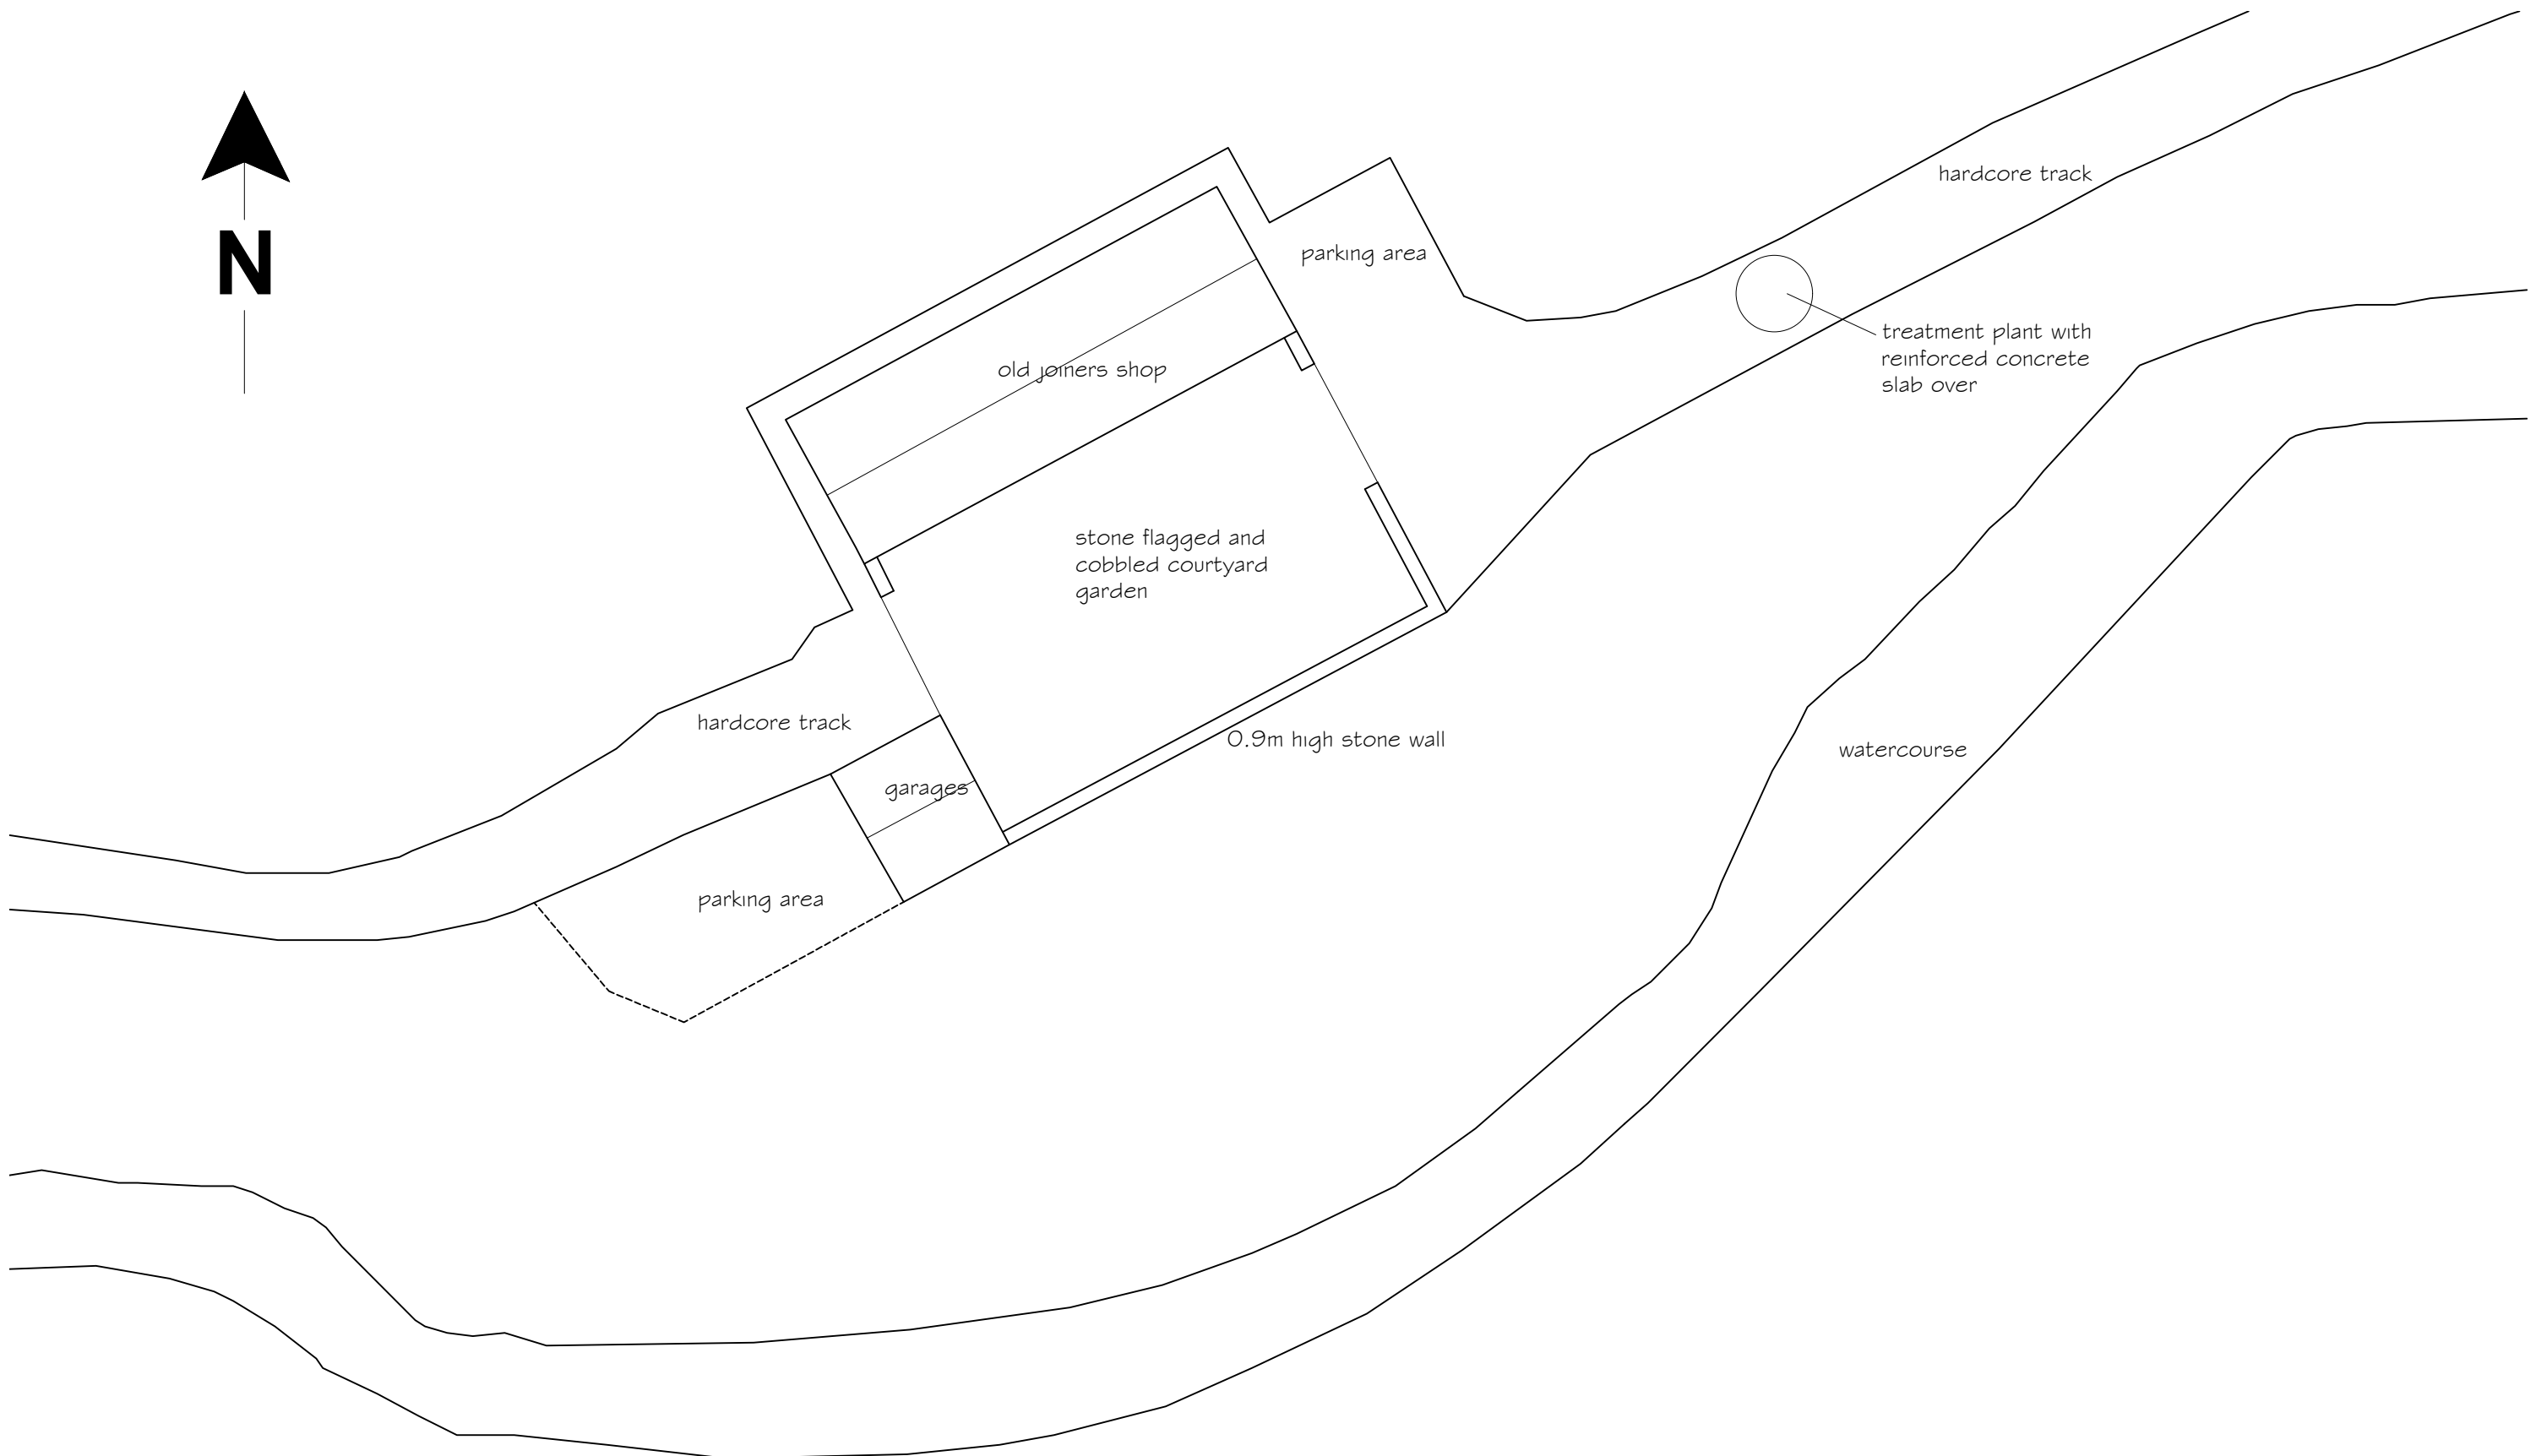 hardcore track
N
parking area
treatment plant with
reinforced concrete
slab over
old joiners shop
stone flagged and
cobbled courtyard
garden
hardcore track
0.9m high stone wall
watercourse
garages
parking area